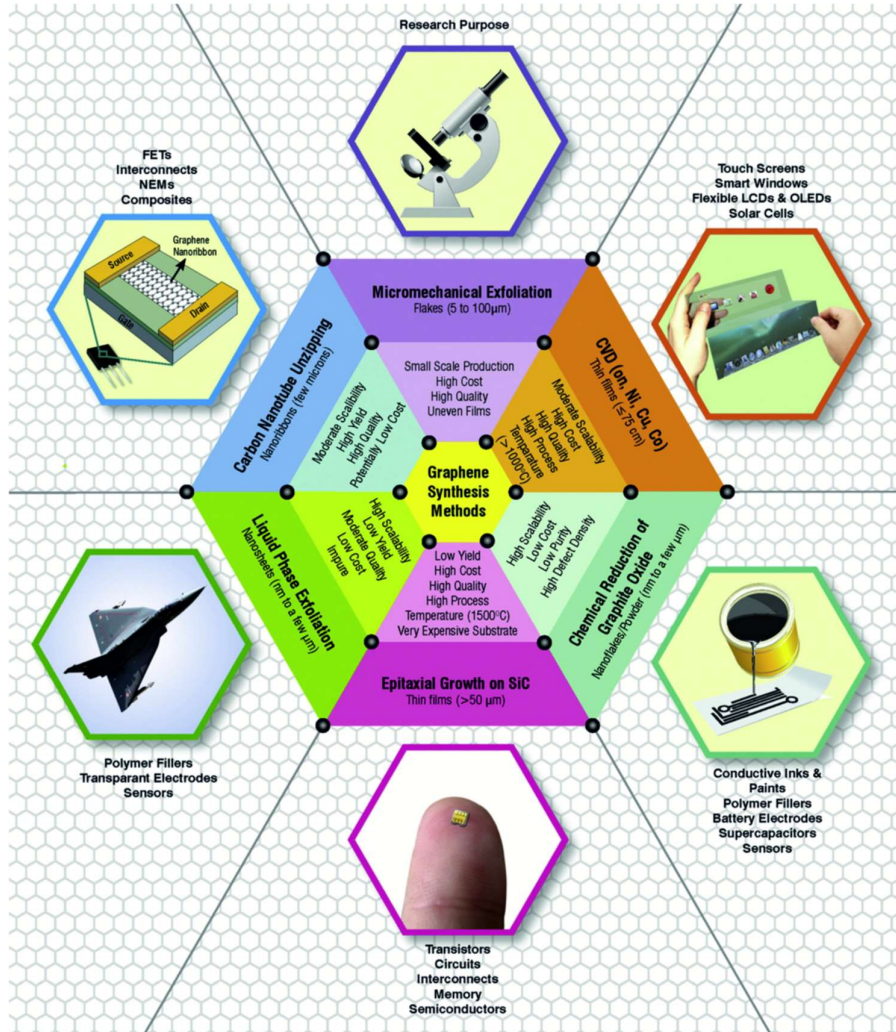 Research Purpose
FETs
Interconnects
NEMs
Composites
Touch Screens
Smart Windows
Flexible LCDs & OLEDs
Solar Cells
Source
Graphene
Nanoribbon
Drain
Gate
Micromechanical Exfoliation
Flakes (5 to 100µm)
Small Scale Production
High Cost
High Quality
Uneven Films
CVD (on, Ni, Cu, Co)
Thin films (≤75 cm)
Moderate Scalability
High Cost
High Quality
High Process
Temperature
(>1000ºC)
Carbon Nanotube Unzipping
Nanoribbons (few microns)
Moderate Scalibility
High Yield
High Quality
Potentially Low Cost
Graphene
Synthesis
Methods
Liquid Phase Exfoliation
Nanosheets (nm to a few µm)
High Scalability
Low Yield
Moderate Quality
Low Cost
Impure
Low Yield
High Cost
High Quality
High Process
Temperature (1500ºC)
Very Expensive Substrate
Epitaxial Growth on SiC
Thin films (>50 µm)
High Scalability
Low Cost
Low Purity
High Defect Density
Chemical Reduction of
Graphite Oxide
Nanoflakes/Powder (nm to a few µm)
Polymer Fillers
Transparant Electrodes
Sensors
Conductive Inks &
Paints
Polymer Fillers
Battery Electrodes
Supercapacitors
Sensors
Transistors
Circuits
Interconnects
Memory
Semiconductors